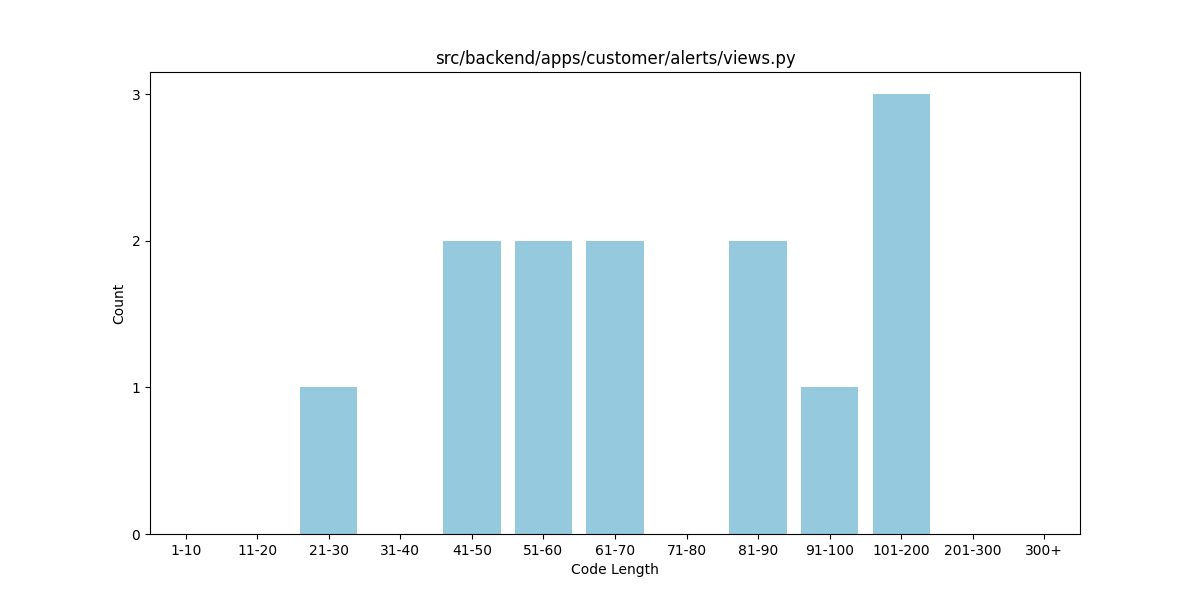 src/backend/apps/customer/alerts/views.py
3
2
1
0
Count
1-10 11-20 21-30 31-40 41-50 51-60 61-70 71-80 81-90 91-100 101-200 201-300 300+
Code Length